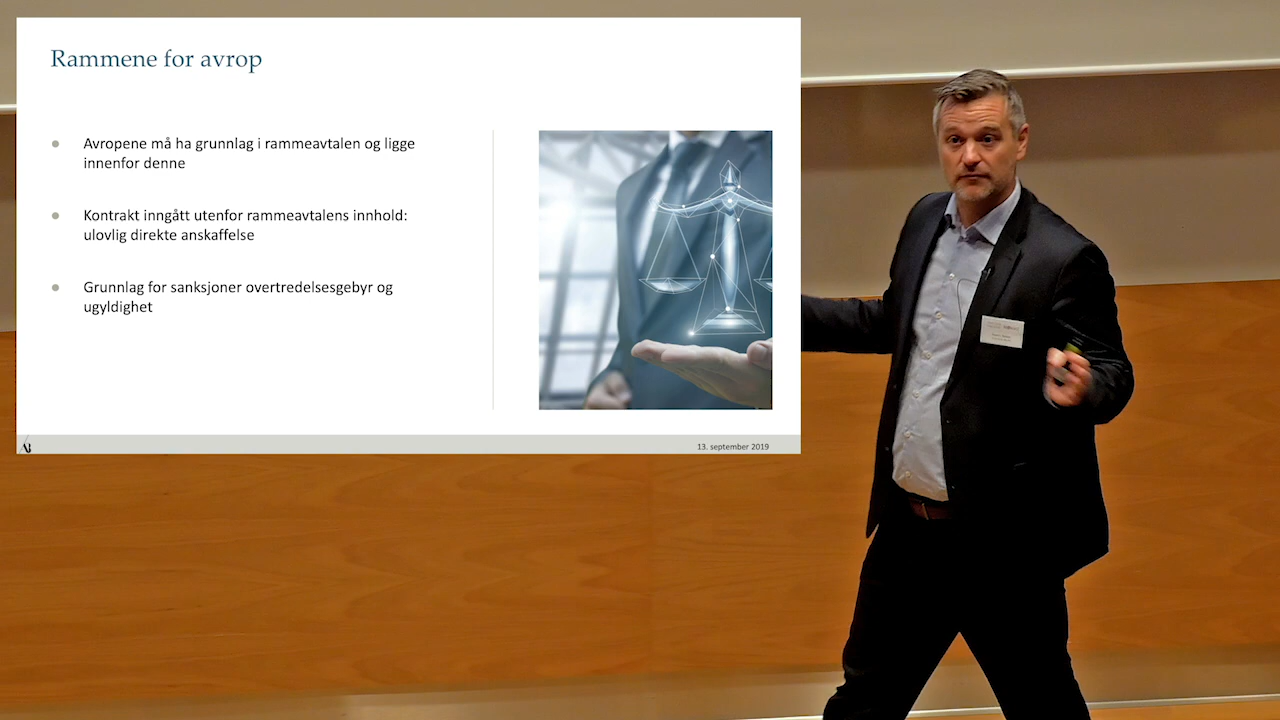 Rammene for avrop
Avropene må ha grunnlag i rammeavtalen og ligge
innenfor denne
Kontrakt inngått utenfor rammeavtalens innhold:
ulovlig direkte anskaffelse
Grunnlag for sanksjoner overtredelsesgebyr og
ugyldighet
13. september 2019